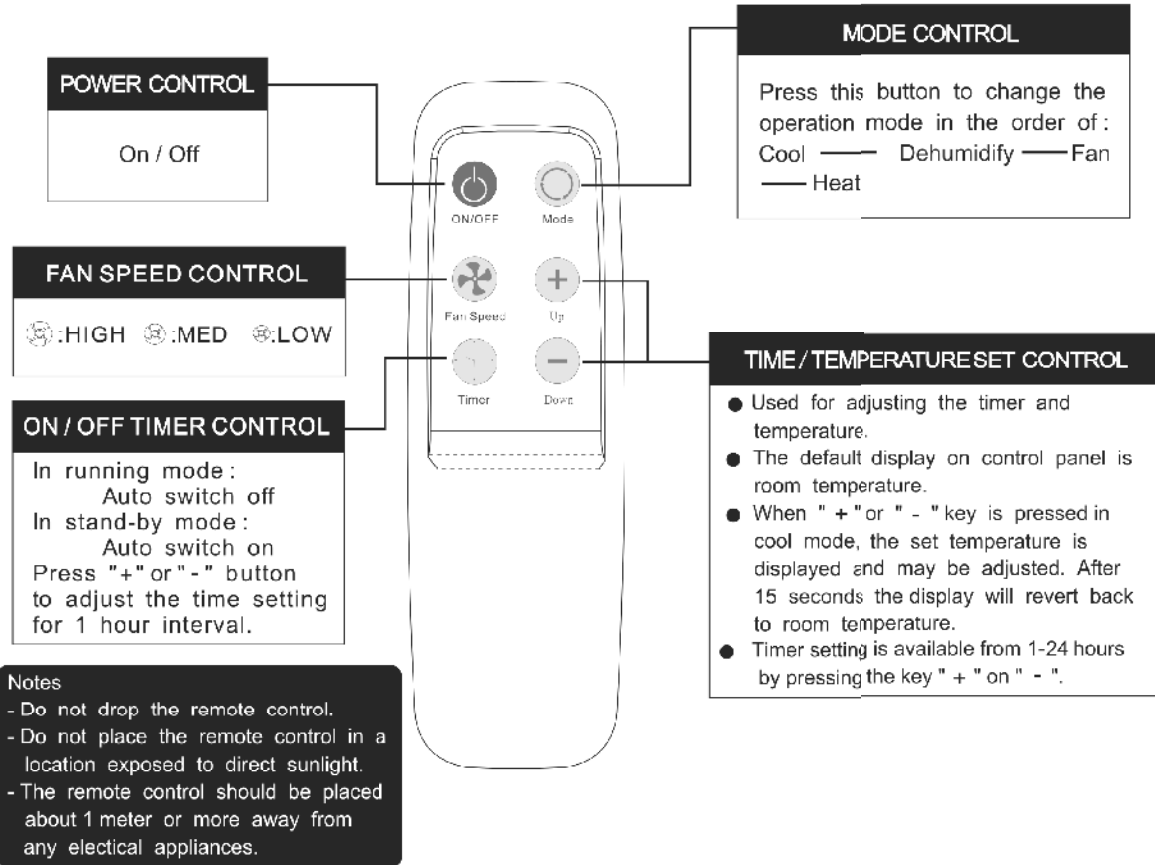 POWER CONTROL
On / Off
MODE CONTROL
Press this button to change the
operation mode in the order of :
Cool —— Dehumidify —— Fan
—— Heat
ON/OFF
Mode
FAN SPEED CONTROL
:HIGH :MED :LOW
Fan Speed
Up
Timer
Down
ON / OFF TIMER CONTROL
In running mode :
Auto switch off
In stand-by mode :
Auto switch on
Press "+" or "-" button
to adjust the time setting
for 1 hour interval.
TIME / TEMPERATURE SET CONTROL
● Used for adjusting the timer and
temperature.
● The default display on control panel is
room temperature.
● When " + " or " - " key is pressed in
cool mode, the set temperature is
displayed and may be adjusted. After
15 seconds the display will revert back
to room temperature.
● Timer setting is available from 1-24 hours
by pressing the key " + " on " - ".
Notes
- Do not drop the remote control.
- Do not place the remote control in a
location exposed to direct sunlight.
- The remote control should be placed
about 1 meter or more away from
any electical appliances.